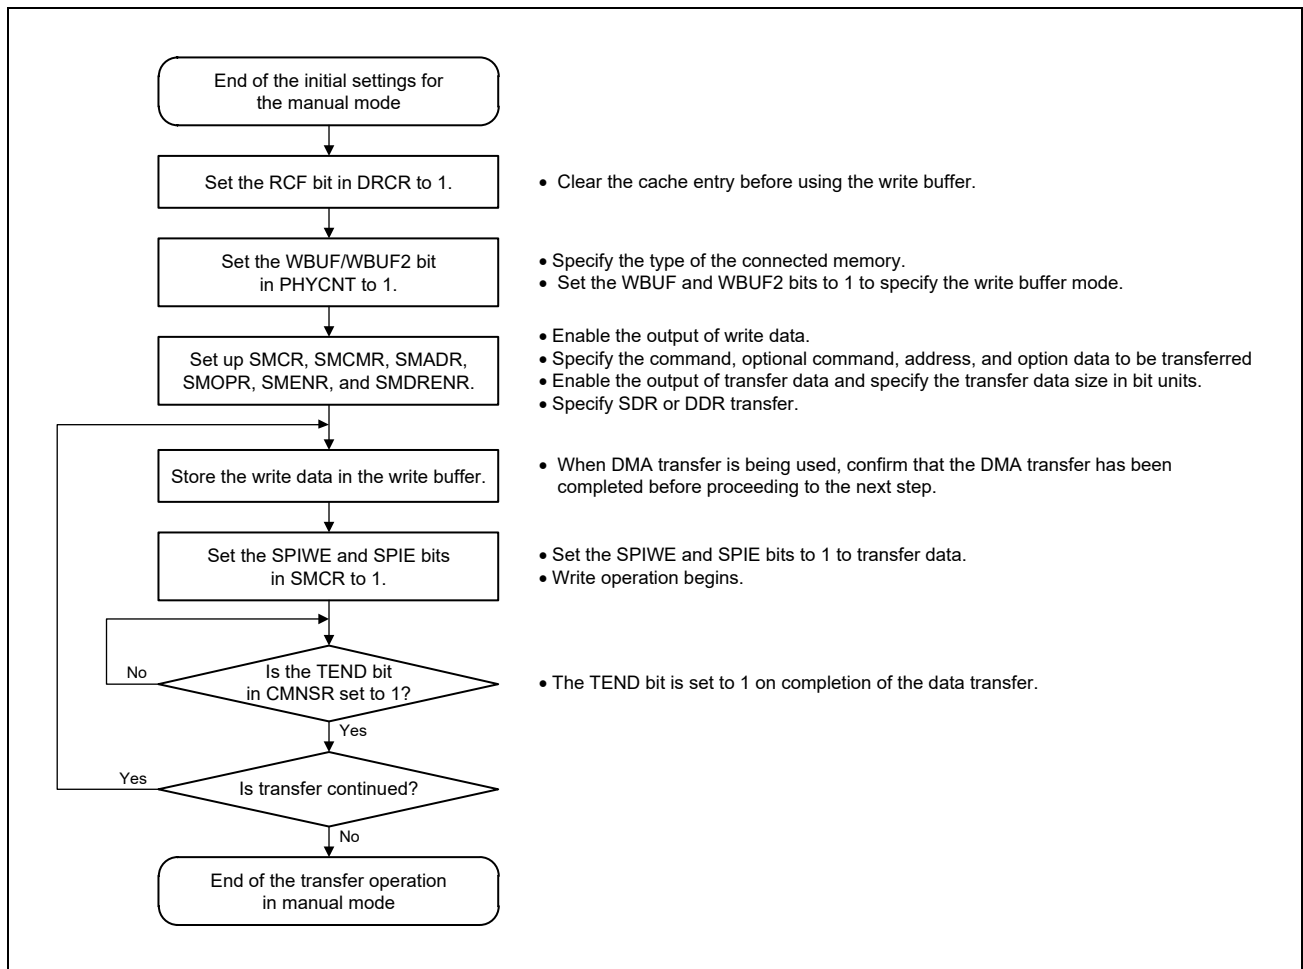 End of the initial settings for
the manual mode
Set the RCF bit in DRCR to 1.
• Clear the cache entry before using the write buffer.
Set the WBUF/WBUF2 bit
in PHYCNT to 1.
• Specify the type of the connected memory.
• Set the WBUF and WBUF2 bits to 1 to specify the write buffer mode.
Set up SMCR, SMCMR, SMADR,
SMOPR, SMENR, and SMDRENR.
• Enable the output of write data.
• Specify the command, optional command, address, and option data to be transferred
• Enable the output of transfer data and specify the transfer data size in bit units.
• Specify SDR or DDR transfer.
Store the write data in the write buffer.
• When DMA transfer is being used, confirm that the DMA transfer has been
completed before proceeding to the next step.
Set the SPIWE and SPIE bits
in SMCR to 1.
• Set the SPIWE and SPIE bits to 1 to transfer data.
• Write operation begins.
No
Is the TEND bit
in CMNSR set to 1?
• The TEND bit is set to 1 on completion of the data transfer.
Yes
Yes
Is transfer continued?
No
End of the transfer operation
in manual mode